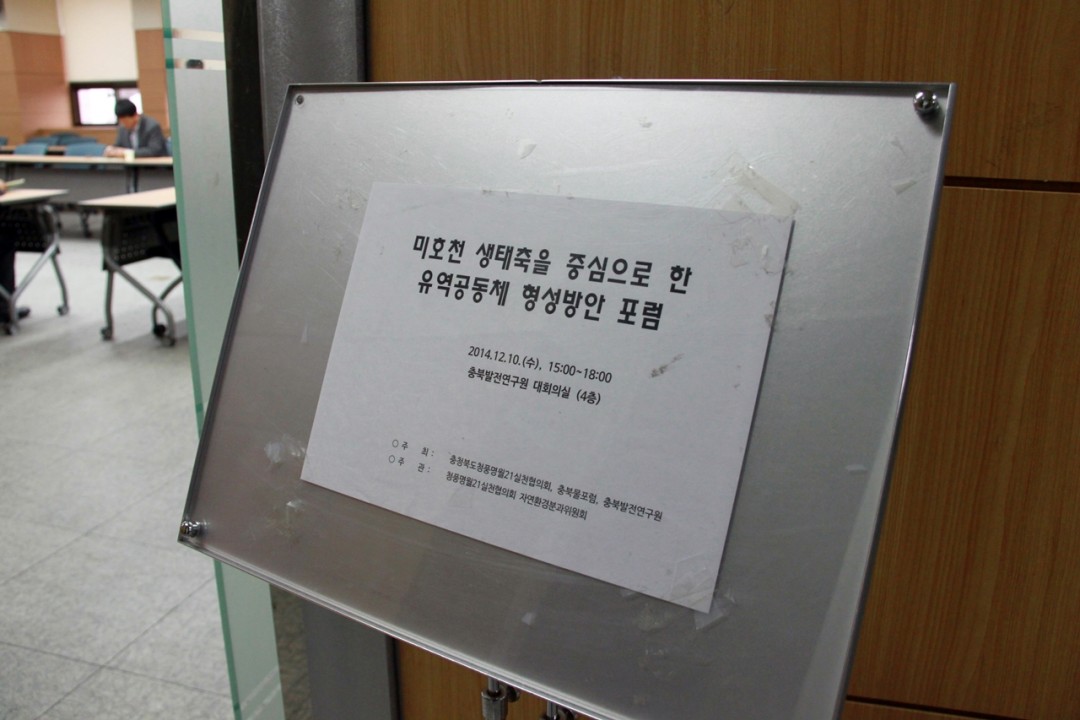 미호천 생태축을 중심으로 한
유역공동체 형성방안 포럼
2014.12.10.(수), 15:00~18:00
충북발전연구원 대회의실 (4층)
○ 주 최 : 충청북도청풍명월21실천협의회, 충북물포럼, 충북발전연구원
○ 주 관 : 청풍명월21실천협의회 자연환경분과위원회